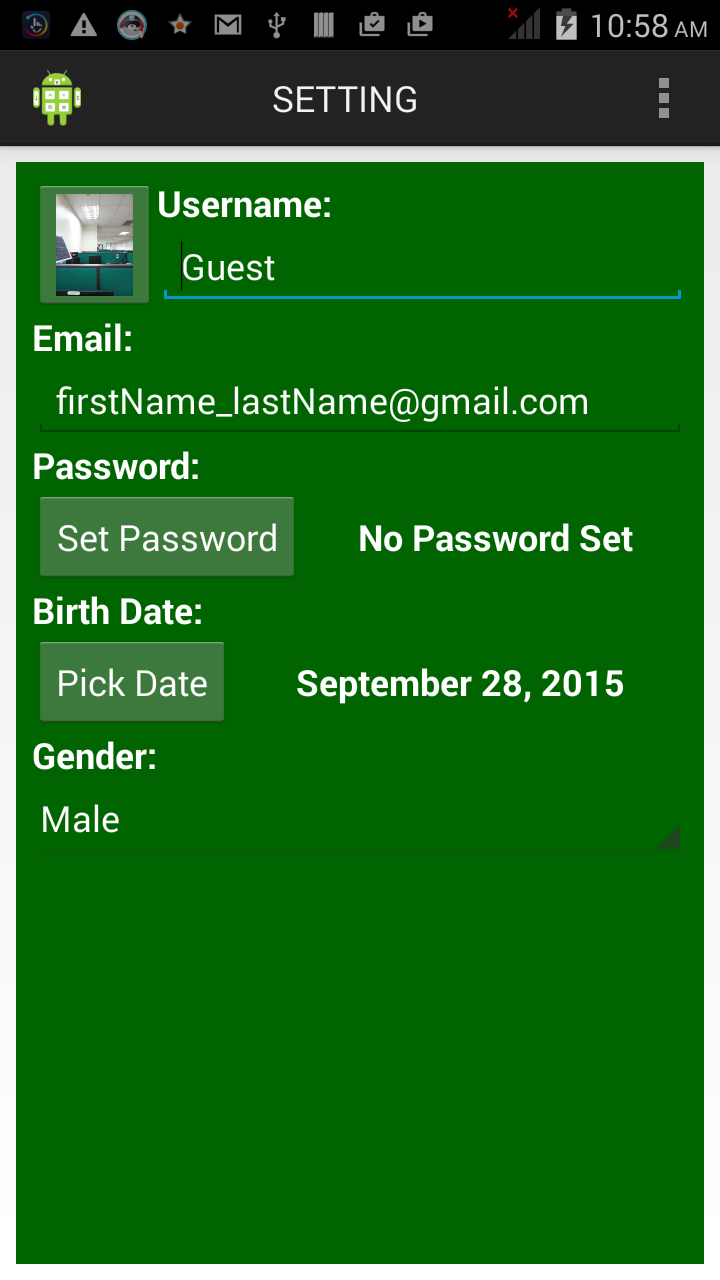 10:58 AM
SETTING
Username:
Guest
Email:
firstName_lastName@gmail.com
Password:
Set Password No Password Set
Birth Date:
Pick Date September 28, 2015
Gender:
Male